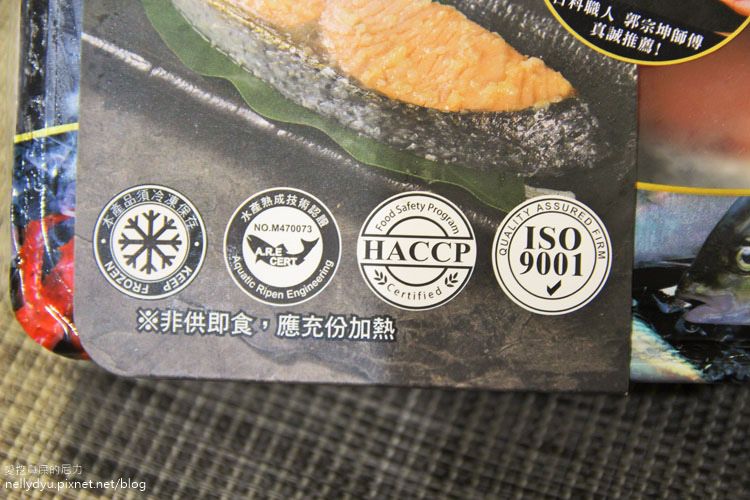 料職人 郭宗坤師傅
真誠推薦!
本產品須冷凍保存
KEEP FROZEN
水產熟成技術認證
NO.M470073
A.R.E
CERT
Aquatic Ripen Engineering
Food Safety Program
HACCP
Certified
QUALITY ASSURED FIRM
ISO
9001
※非供即食,應充份加熱
的尼力
nellydyu.pixnet.net/blog